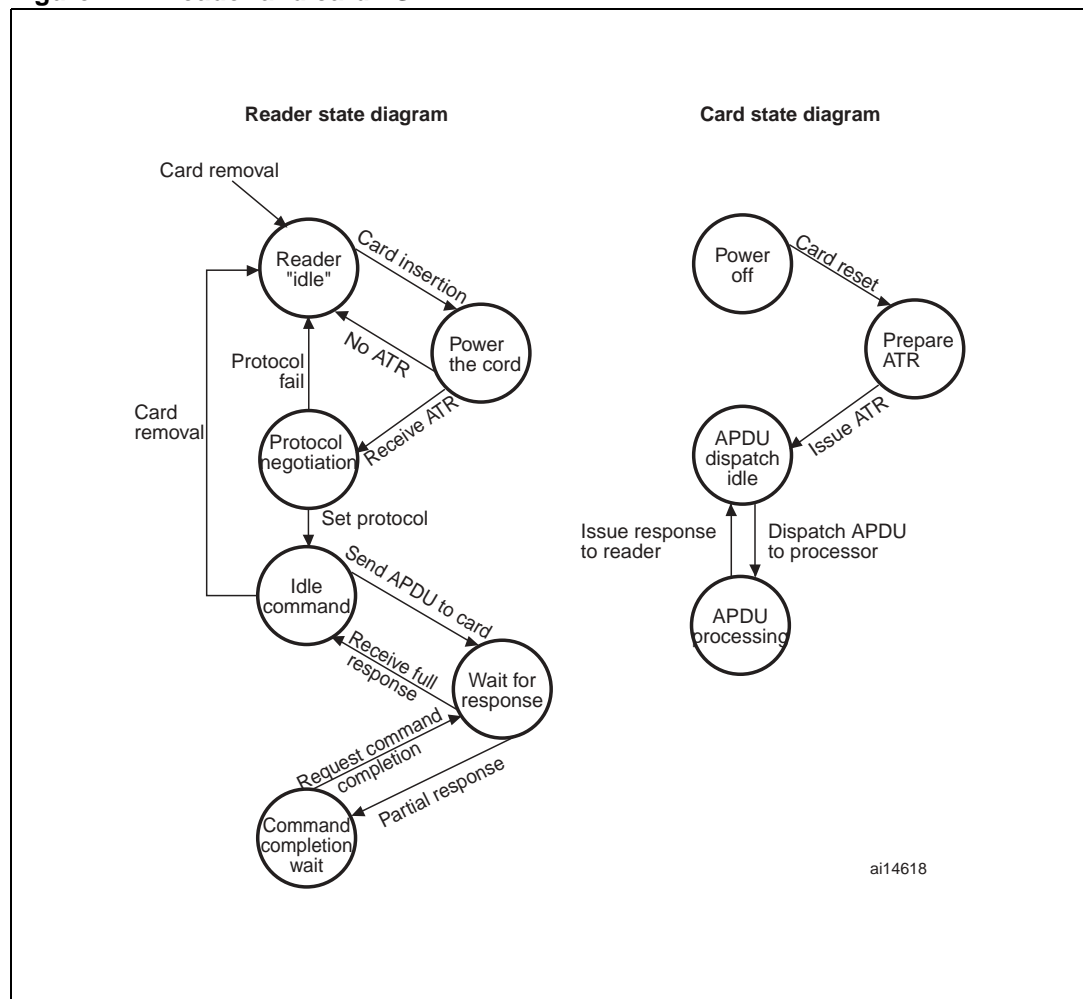 Reader state diagram
Card state diagram
Card removal
Reader
"idle"
Card insertion
Power
the cord
No ATR
Protocol
fail
Receive ATR
Card
removal
Protocol
negotiation
Set protocol
Idle
command
Send APDU to card
Receive full
response
Wait for
response
Request command
completion
Partial response
Command
completion
wait
Power
off
Card reset
Prepare
ATR
Issue ATR
APDU
dispatch
idle
Issue response
to reader
Dispatch APDU
to processor
APDU
processing
ai14618